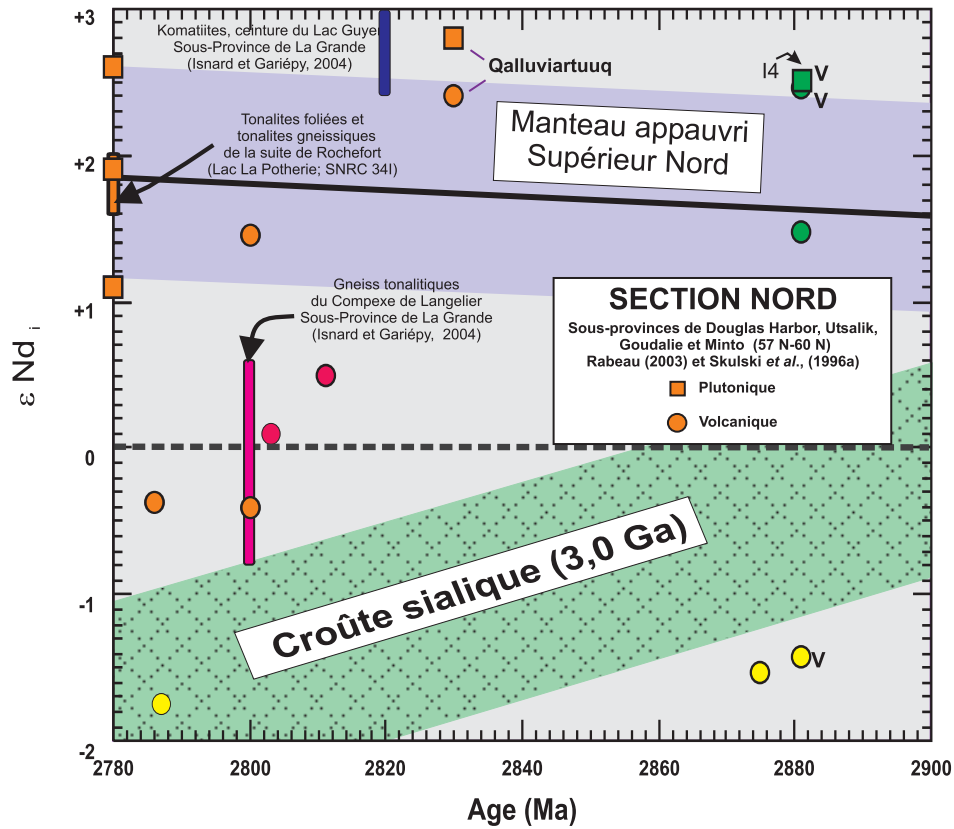 +3
+2
+1
0
-1
-2
ε Nd i
2780
2800
2820
2840
2860
2880
2900
Age (Ma)
Komatiites, ceinture du Lac Guyer
Sous-Province de La Grande
(Isnard et Gariépy, 2004)
Qalluviartuuq
I4
V
V
Manteau appauvri
Supérieur Nord
Tonalites foliées et
tonalites gneissiques
de la suite de Rochefort
(Lac La Potherie; SNRC 34I)
Gneiss tonalitiques
du Compexe de Langelier
Sous-Province de La Grande
(Isnard et Gariépy, 2004)
SECTION NORD
Sous-provinces de Douglas Harbor, Utsalik,
Goudalie et Minto (57 N-60 N)
Rabeau (2003) et Skulski et al., (1996a)
Plutonique
Volcanique
Croûte sialique (3,0 Ga)
V